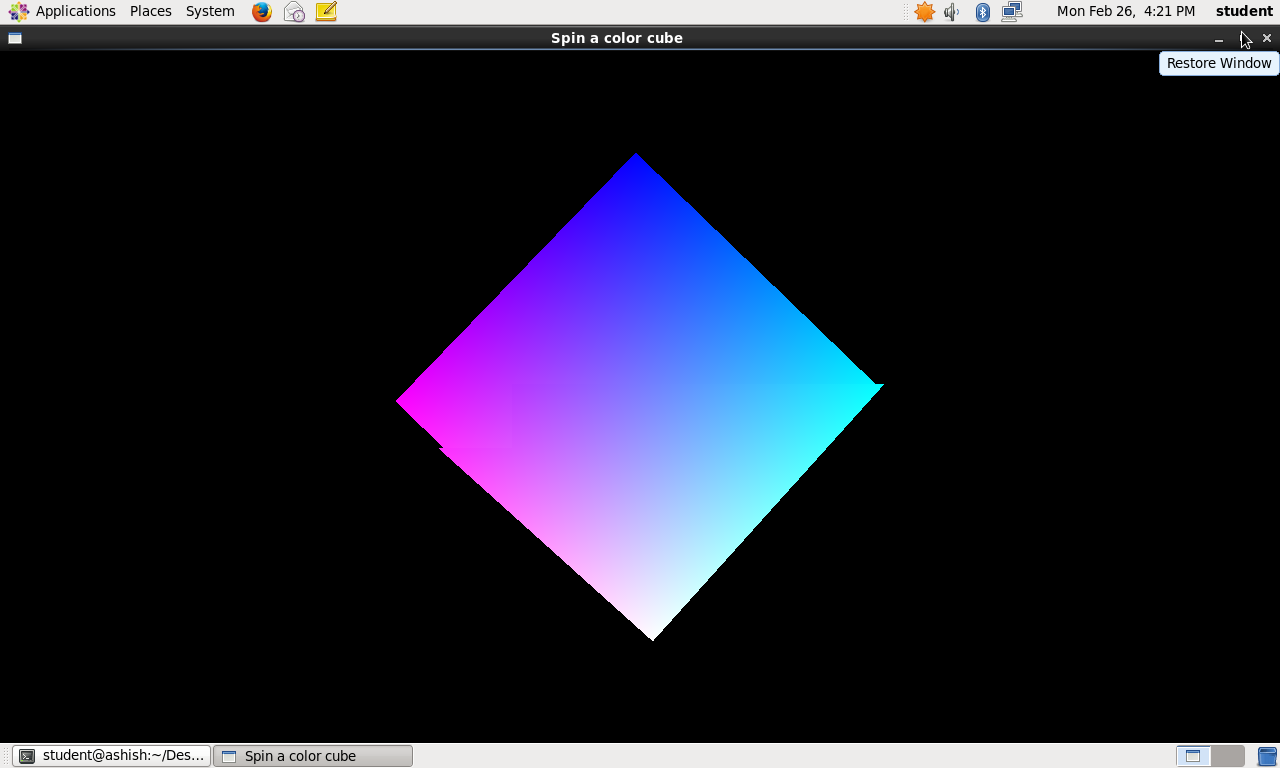 Applications Places System Mon Feb 26, 4:21 PM student
Spin a color cube
Restore Window
student@ashish:~/Des... Spin a color cube